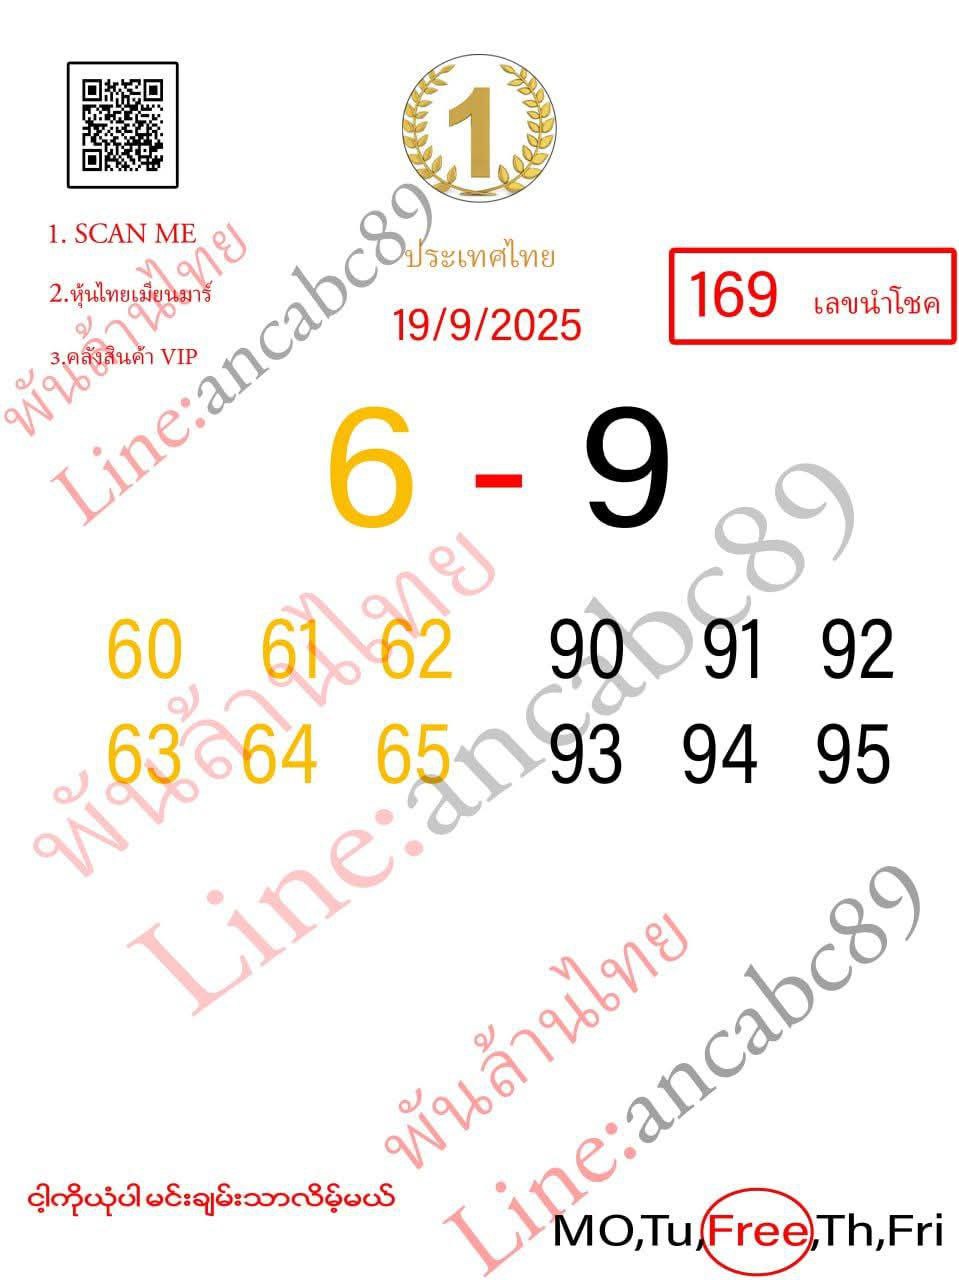 1
1. SCAN ME
2.หุ้นไทยเมียนมาร์
3.คลังสินค้า VIP
ประเทศไทย
19/9/2025
169 เลขนำโชค
6 - 9
60 61 62 90 91 92
63 64 65 93 94 95
พันล้านไทย
Line:ancabc89
พันล้านไทย
Line:ancabc89
พันล้านไทย
Line:ancabc89
ငါ့ကိုယုံပါ မင်းချမ်းသာလိမ့်မယ်
MO,Tu,Free,Th,Fri